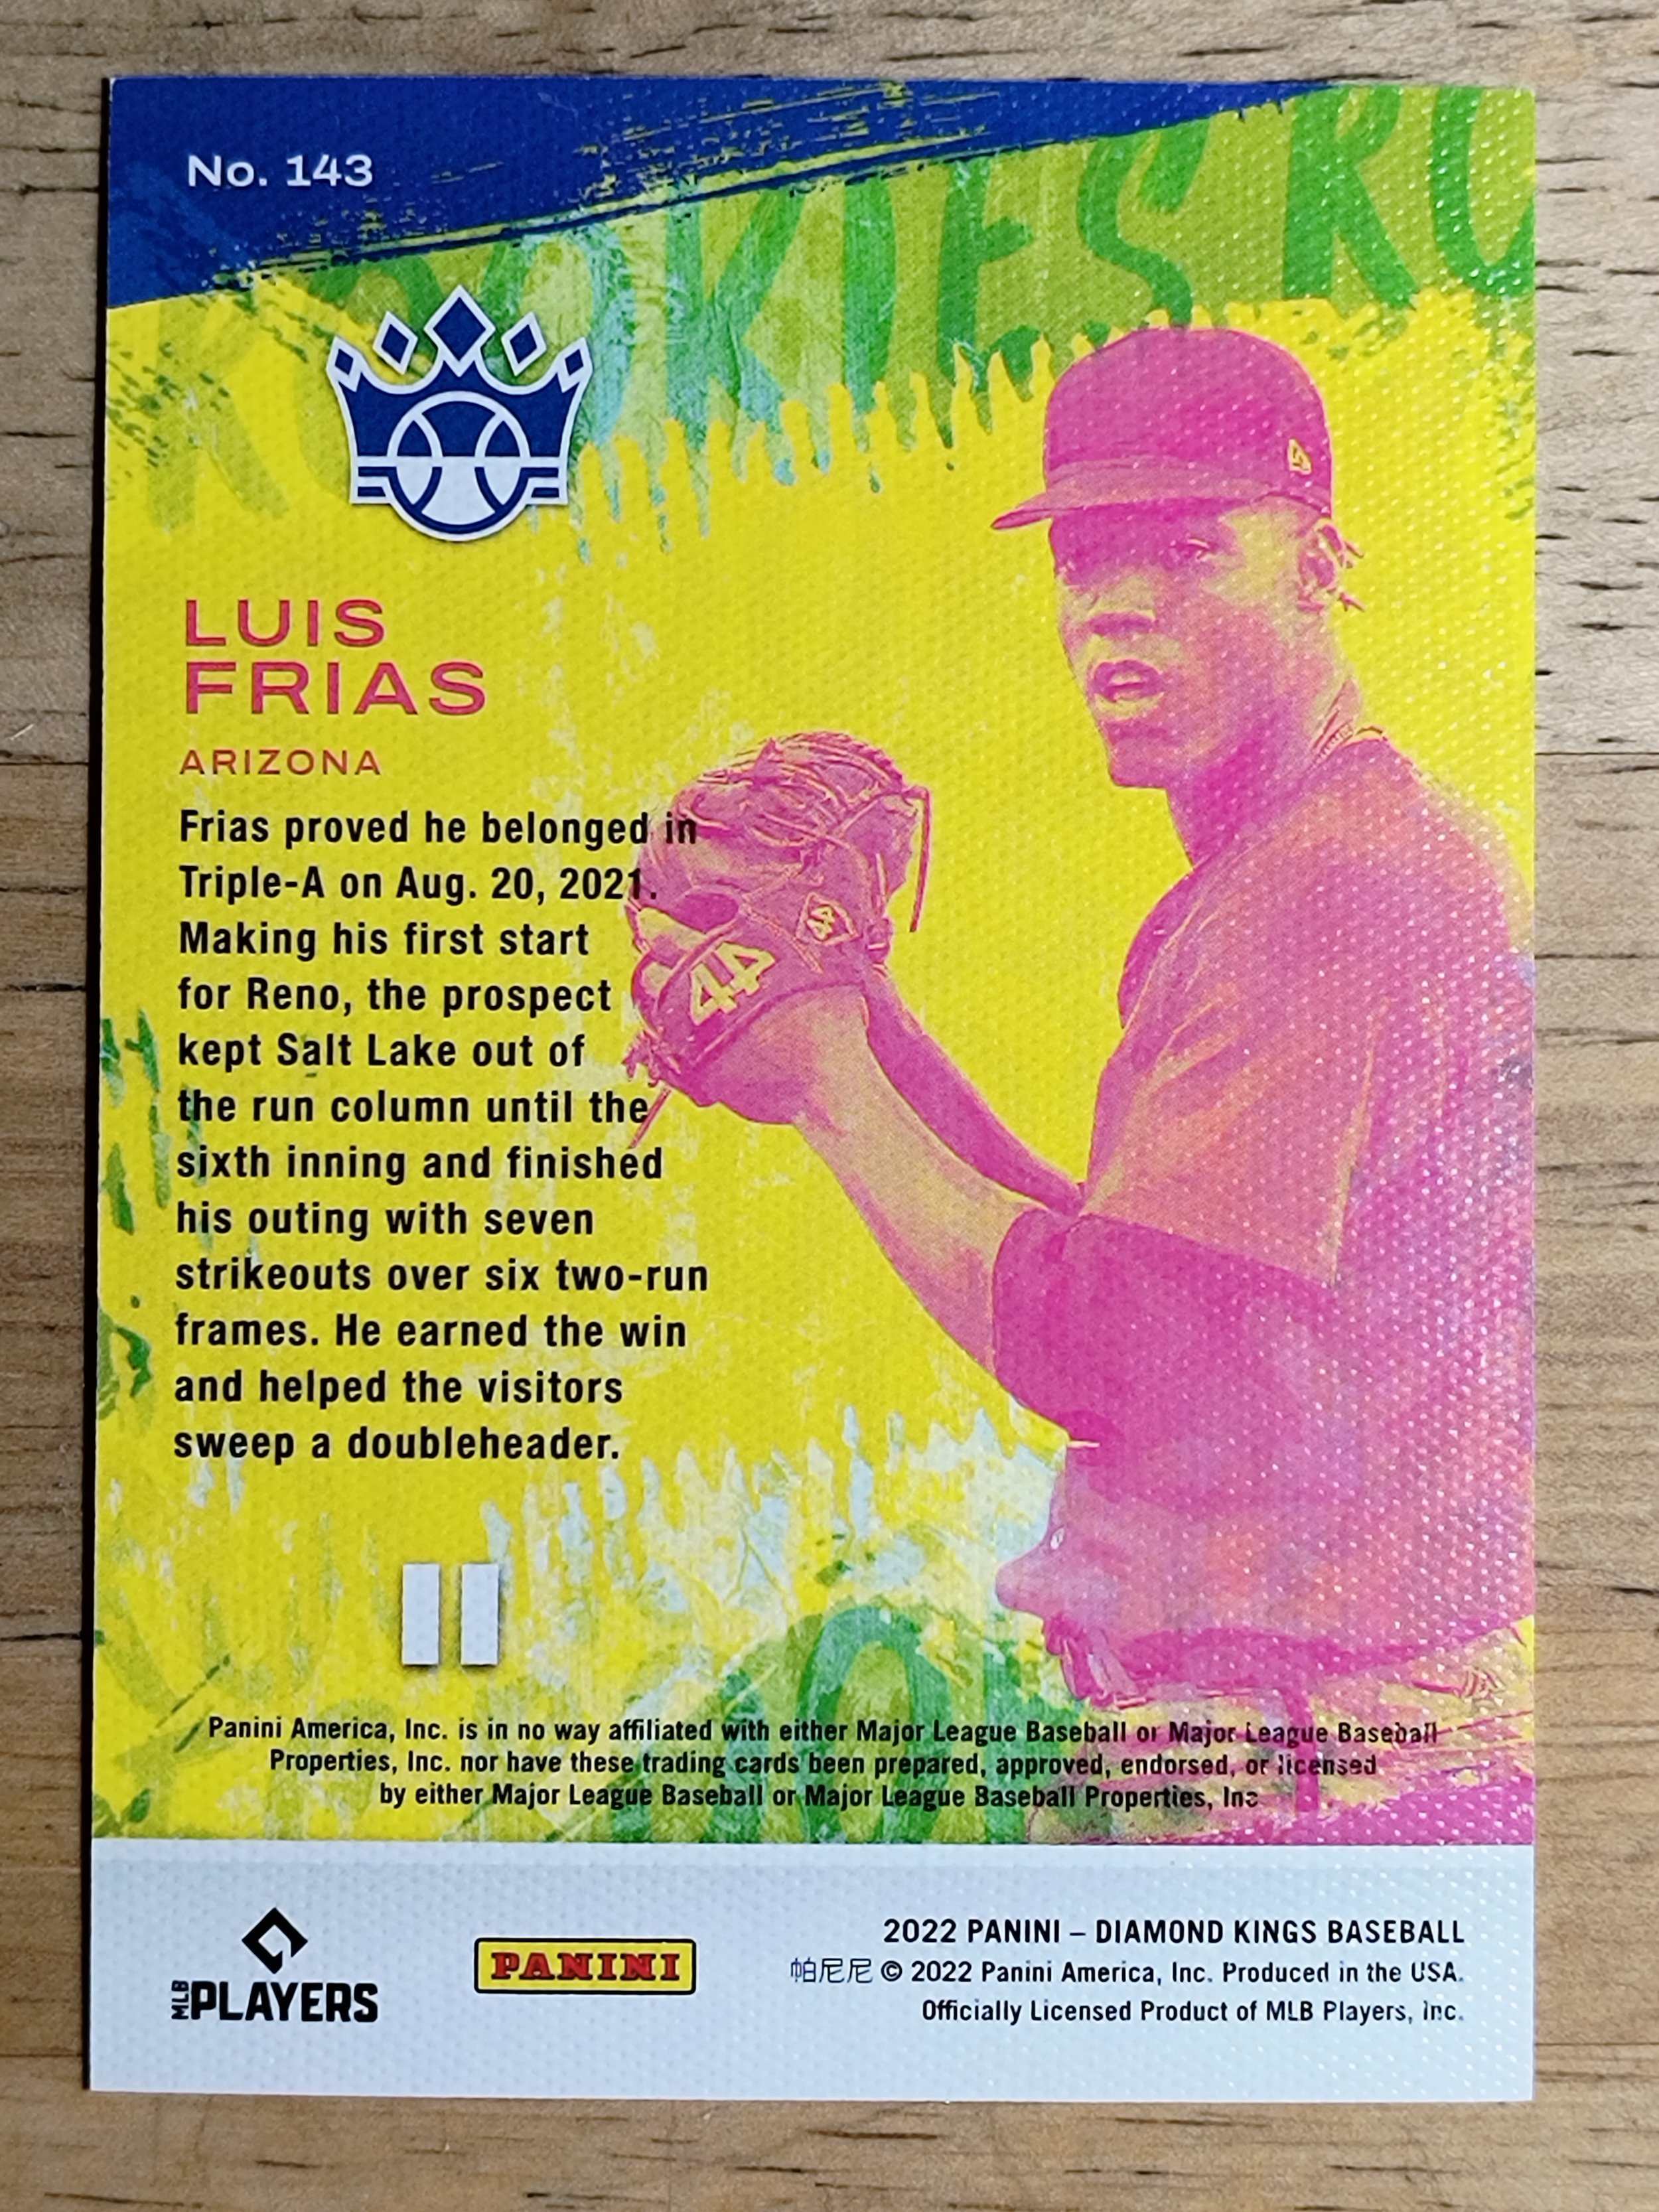 No. 143
ROOKIES RO
LUIS
FRIAS
ARIZONA
Frias proved he belonged in
Triple-A on Aug. 20, 2021.
Making his first start
for Reno, the prospect
kept Salt Lake out of
the run column until the
sixth inning and finished
his outing with seven
strikeouts over six two-run
frames. He earned the win
and helped the visitors
sweep a doubleheader.
44
Panini America, Inc. is in no way affiliated with either Major League Baseball or Major League Baseball
Properties, Inc. nor have these trading cards been prepared, approved, endorsed, or licensed
by either Major League Baseball or Major League Baseball Properties, Inc
MLB PLAYERS
PANINI
2022 PANINI – DIAMOND KINGS BASEBALL
帕尼尼 © 2022 Panini America, Inc. Produced in the USA.
Officially Licensed Product of MLB Players, Inc.